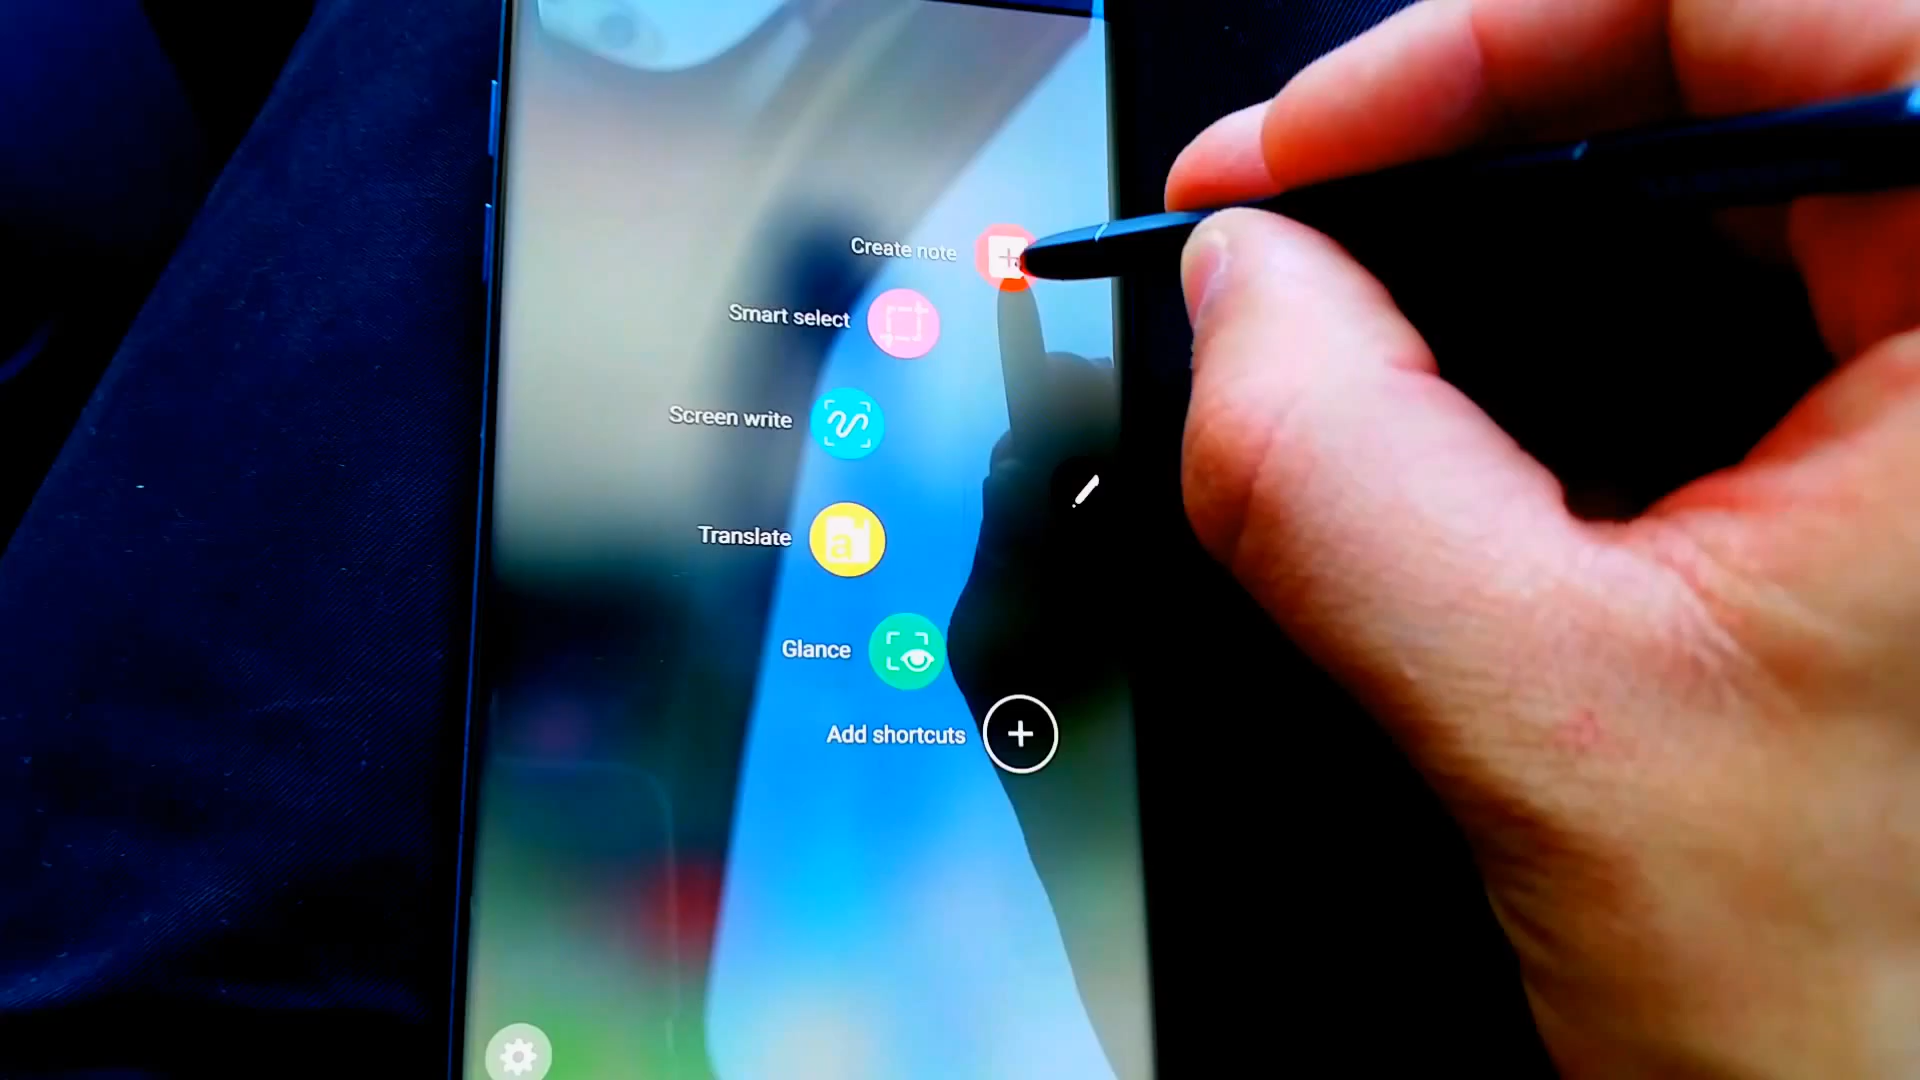 Create note
Smart select
Screen write
Translate
a
Glance
Add shortcuts